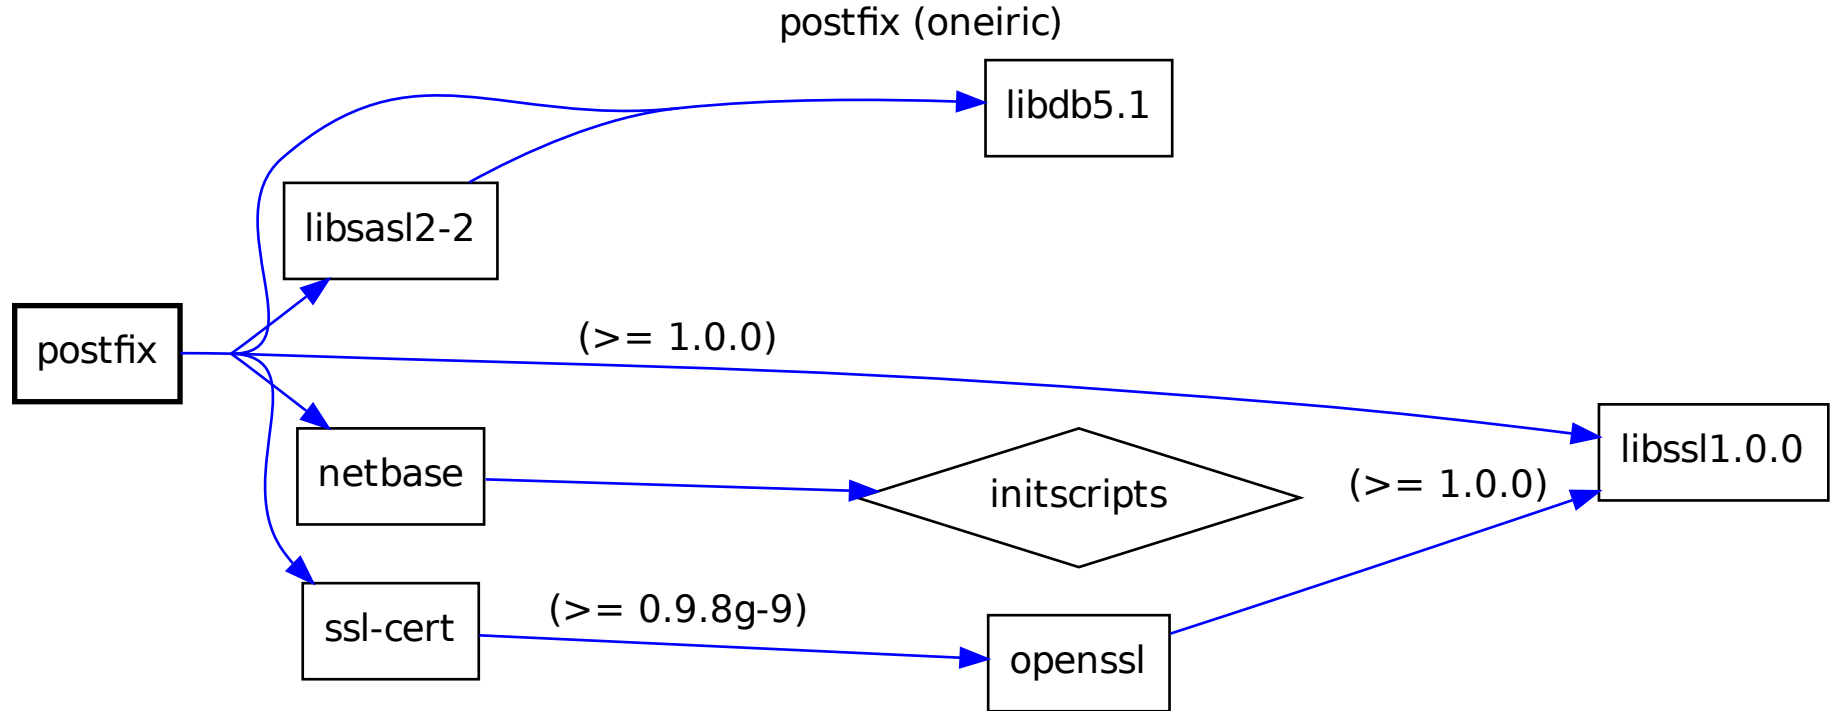 postfix (oneiric)
libdb5.1
libsasl2-2
postfix
(>= 1.0.0)
libssl1.0.0
netbase
initscripts
(>= 1.0.0)
ssl-cert
(>= 0.9.8g-9)
openssl